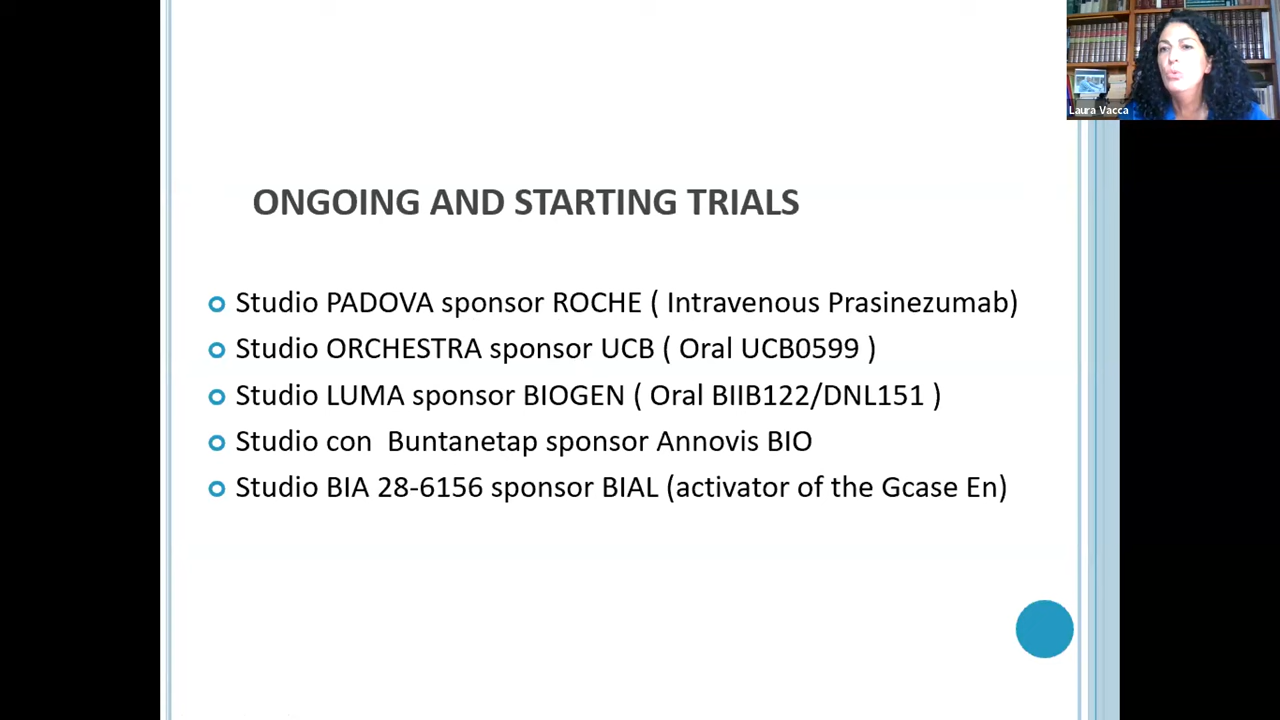 Laura Vacca
ONGOING AND STARTING TRIALS
Studio PADOVA sponsor ROCHE ( Intravenous Prasinezumab)
Studio ORCHESTRA sponsor UCB ( Oral UCB0599 )
Studio LUMA sponsor BIOGEN ( Oral BIIB122/DNL151 )
Studio con Buntanetap sponsor Annovis BIO
Studio BIA 28-6156 sponsor BIAL (activator of the Gcase En)